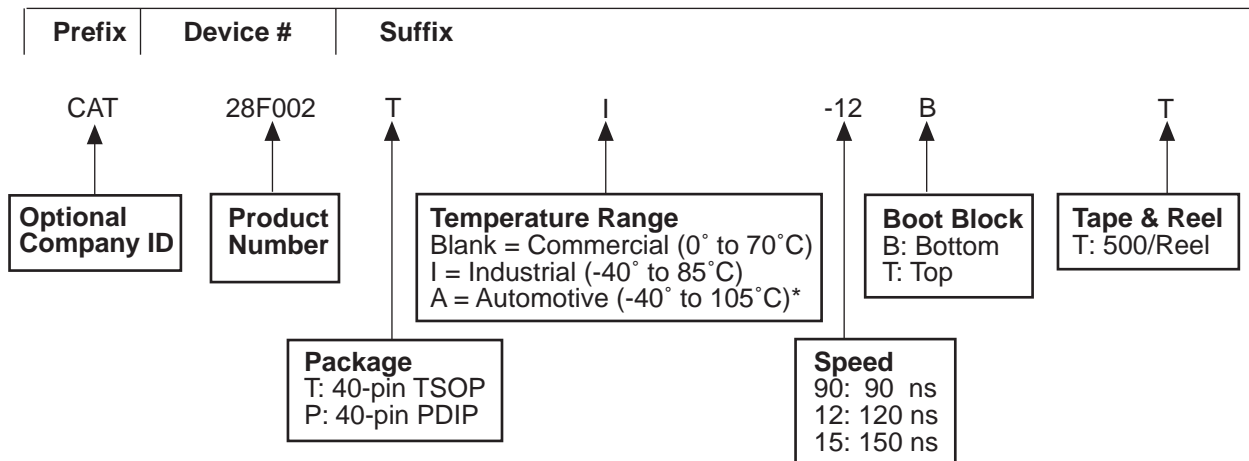 Prefix Device # Suffix
CAT 28F002 T I -12 B T
Optional
Company ID
Product
Number
Temperature Range
Blank = Commercial (0˚ to 70˚C)
I = Industrial (-40˚ to 85˚C)
A = Automotive (-40˚ to 105˚C)*
Boot Block
B: Bottom
T: Top
Tape & Reel
T: 500/Reel
Package
T: 40-pin TSOP
P: 40-pin PDIP
Speed
90: 90 ns
12: 120 ns
15: 150 ns